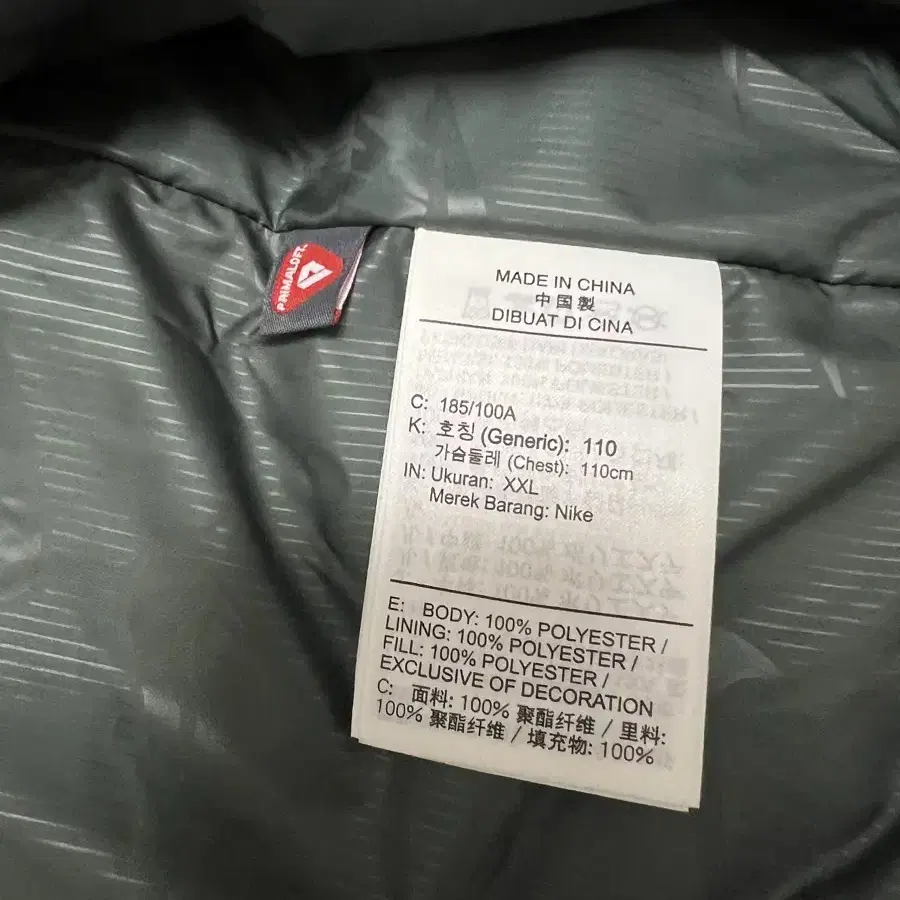 PRIMALOFT
MADE IN CHINA
中国製
DIBUAT DI CINA
C: 185/100A
K: 호칭 (Generic): 110
가슴둘레 (Chest): 110cm
IN: Ukuran: XXL
Merek Barang: Nike
E: BODY: 100% POLYESTER /
LINING: 100% POLYESTER /
FILL: 100% POLYESTER /
EXCLUSIVE OF DECORATION
C: 面料: 100% 聚酯纤维 / 里料:
100% 聚酯纤维 / 填充物: 100%